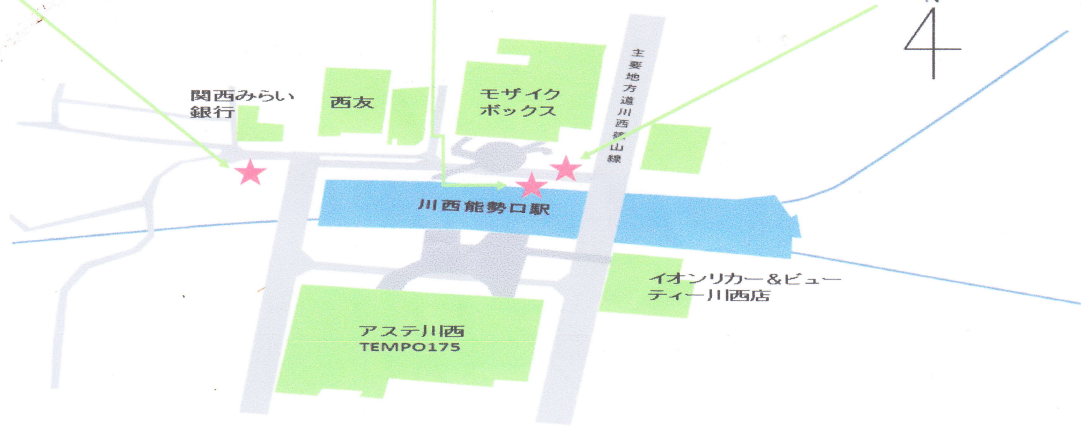 N
関西みらい
銀行
西友
モザイク
ボックス
主要地方道川西篠山線
川西能勢口駅
イオンリカー＆ビュー
ティー川西店
アステ川西
TEMPO175